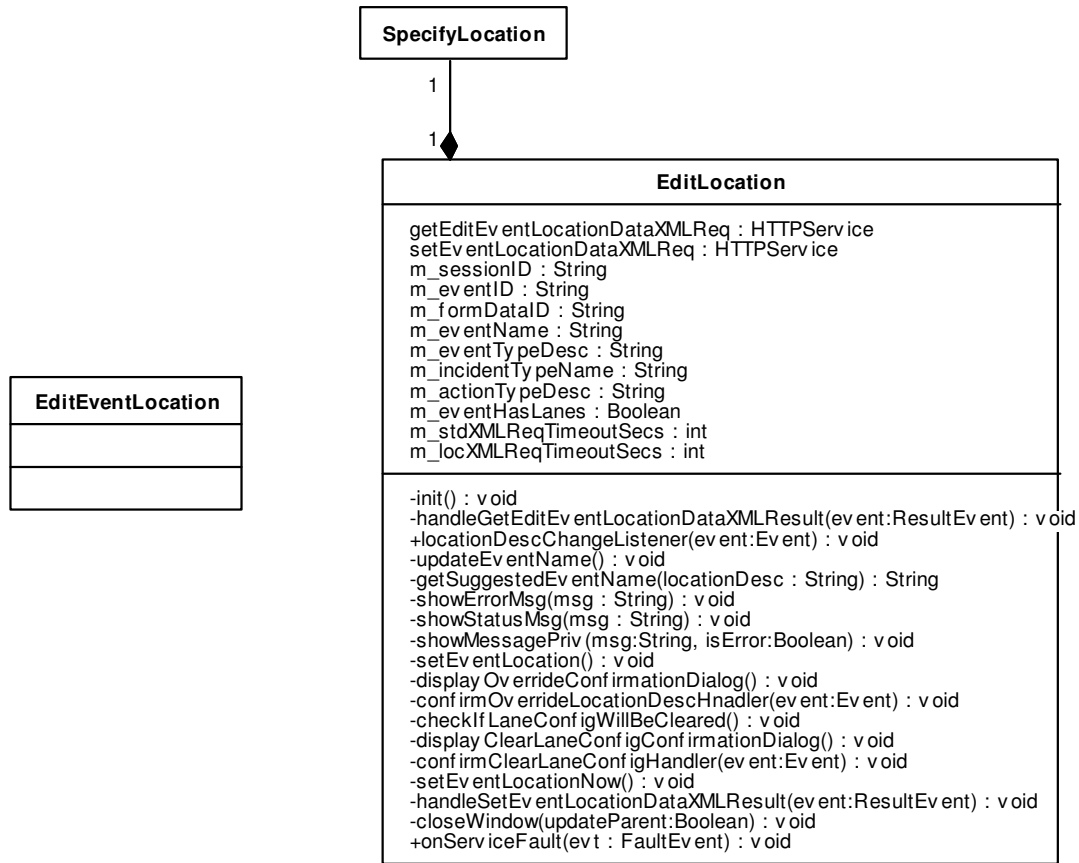 SpecifyLocation
1
1
EditLocation
getEditEventLocationDataXMLReq : HTTPService
setEventLocationDataXMLReq : HTTPService
m_sessionID : String
m_eventID : String
m_formDataID : String
m_eventName : String
m_eventTypeDesc : String
m_incidentTypeName : String
m_actionTypeDesc : String
m_eventHasLanes : Boolean
m_stdXMLReqTimeoutSecs : int
m_locXMLReqTimeoutSecs : int
EditEventLocation
-init() : void
-handleGetEditEventLocationDataXMLResult(event:ResultEvent) : void
+locationDescChangeListener(event:Event) : void
-updateEventName() : void
-getSuggestedEventName(locationDesc : String) : String
-showErrorMsg(msg : String) : void
-showStatusMsg(msg : String) : void
-showMessagePriv(msg:String, isError:Boolean) : void
-setEventLocation() : void
-displayOverrideConfirmationDialog() : void
-confirmOverrideLocationDescHnadler(event:Event) : void
-checkIfLaneConfigWillBeCleared() : void
-displayClearLaneConfigConfirmationDialog() : void
-confirmClearLaneConfigHandler(event:Event) : void
-setEventLocationNow() : void
-handleSetEventLocationDataXMLResult(event:ResultEvent) : void
-closeWindow(updateParent:Boolean) : void
+onServiceFault(evt : FaultEvent) : void